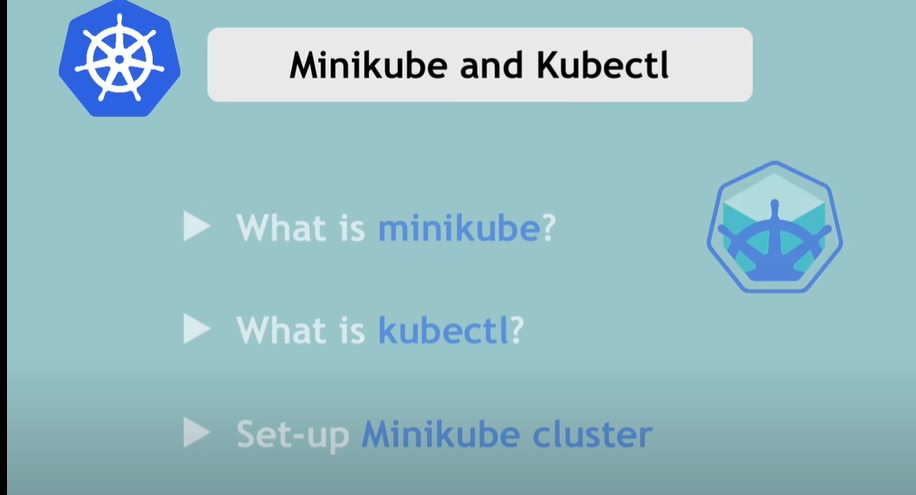 Minikube and Kubectl
What is minikube?
What is kubectl?
Set-up Minikube cluster